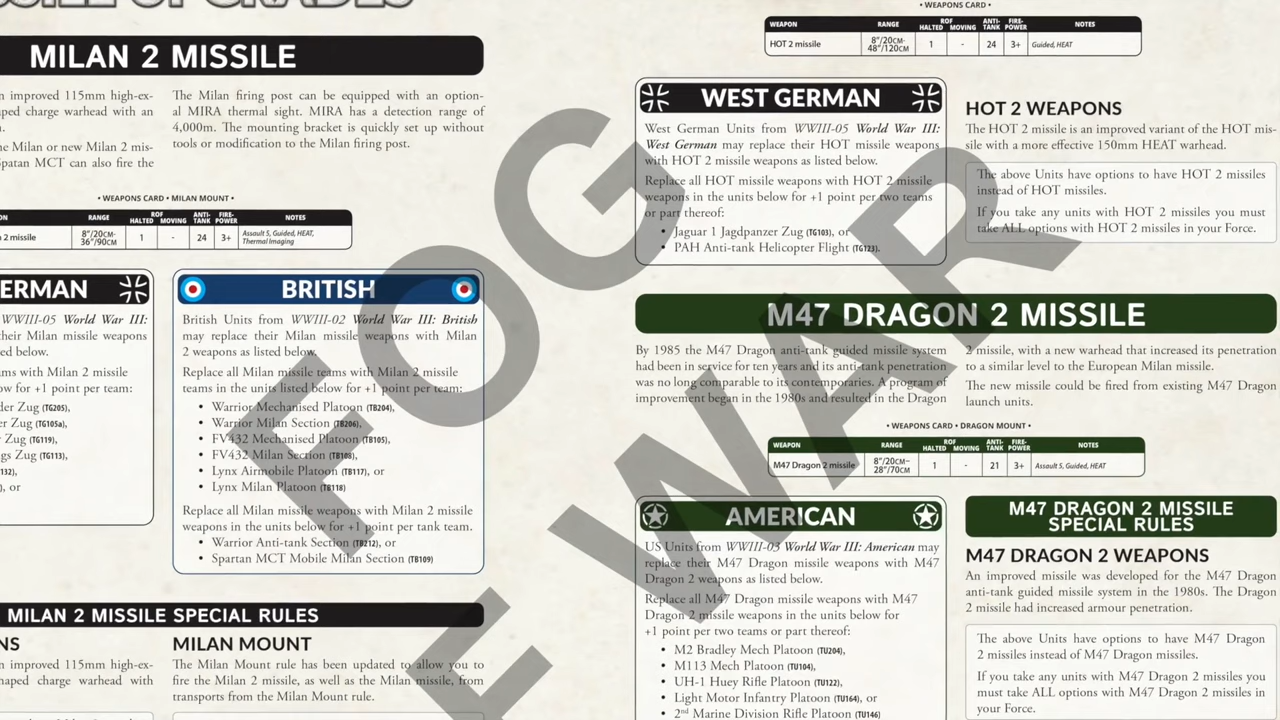 MILAN 2 MISSILE
n improved 115mm high-ex-
aped charge warhead with an
he Milan or new Milan 2 mis-
Spatan MCT can also fire the
The Milan firing post can be equipped with an option-
al MIRA thermal sight. MIRA has a detection range of
4,000m. The mounting bracket is quickly set up without
tools or modification to the Milan firing post.
• WEAPONS CARD • MILAN MOUNT •
RANGE ROF HALTED MOVING ANTI-TANK FIRE-POWER NOTES
2 missile 8"/20CM- 36"/90CM 1 - 24 3+ Assault 5, Guided, HEAT, Thermal Imaging
ERMAN
WWIII-05 World War III:
their Milan missile weapons
ed below.
ams with Milan 2 missile
ow for +1 point per team:
der Zug (TG205),
er Zug (TG105a),
r Zug (TG119),
gs Zug (TG113),
132),
, or
BRITISH
British Units from WWIII-02 World War III: British
may replace their Milan missile weapons with Milan
2 weapons as listed below.
Replace all Milan missile teams with Milan 2 missile
teams in the units listed below for +1 point per team:
• Warrior Mechanised Platoon (TB204),
• Warrior Milan Section (TB206),
• FV432 Mechanised Platoon (TB105),
• FV432 Milan Section (TB108),
• Lynx Airmobile Platoon (TB117), or
• Lynx Milan Platoon (TB118)
Replace all Milan missile weapons with Milan 2 missile
weapons in the units below for +1 point per tank team.
• Warrior Anti-tank Section (TB212), or
• Spartan MCT Mobile Milan Section (TB109)
MILAN 2 MISSILE SPECIAL RULES
NS
n improved 115mm high-ex-
haped charge warhead with
MILAN MOUNT
The Milan Mount rule has been updated to allow you to
fire the Milan 2 missile, as well as the Milan missile, from
transports from the Milan Mount rule.
• WEAPONS CARD •
WEAPON RANGE ROF HALTED MOVING ANTI-TANK FIRE-POWER NOTES
HOT 2 missile 8"/20CM- 48"/120CM 1 - 24 3+ Guided, HEAT
WEST GERMAN
West German Units from WWIII-05 World War III:
West German may replace their HOT missile weapons
with HOT 2 missile weapons as listed below.
Replace all HOT missile weapons with HOT 2 missile
weapons in the units below for +1 point per two teams
or part thereof:
• Jaguar 1 Jagdpanzer Zug (TG103), or
• PAH Anti-tank Helicopter Flight (TG123).
HOT 2 WEAPONS
The HOT 2 missile is an improved variant of the HOT mis-
sile with a more effective 150mm HEAT warhead.
The above Units have options to have HOT 2 missiles
instead of HOT missiles.
If you take any units with HOT 2 missiles you must
take ALL options with HOT 2 missiles in your Force.
M47 DRAGON 2 MISSILE
By 1985 the M47 Dragon anti-tank guided missile system
had been in service for ten years and its anti-tank penetration
was no longer comparable to its contemporaries. A program of
improvement began in the 1980s and resulted in the Dragon
2 missile, with a new warhead that increased its penetration
to a similar level to the European Milan missile.
The new missile could be fired from existing M47 Dragon
launch units.
• WEAPONS CARD • DRAGON MOUNT •
WEAPON RANGE ROF HALTED MOVING ANTI-TANK FIRE-POWER NOTES
M47 Dragon 2 missile 8"/20CM– 28"/70CM 1 - 21 3+ Assault 5, Guided, HEAT
AMERICAN
US Units from WWIII-03 World War III: American may
replace their M47 Dragon missile weapons with M47
Dragon 2 weapons as listed below.
Replace all M47 Dragon missile weapons with M47
Dragon 2 missile weapons in the units below for
+1 point per two teams or part thereof:
• M2 Bradley Mech Platoon (TU204),
• M113 Mech Platoon (TU104),
• UH-1 Huey Rifle Platoon (TU122),
• Light Motor Infantry Platoon (TU164), or
• 2nd Marine Division Rifle Platoon (TU146)
M47 DRAGON 2 MISSILE
SPECIAL RULES
M47 DRAGON 2 WEAPONS
An improved missile was developed for the M47 Dragon
anti-tank guided missile system in the 1980s. The Dragon
2 missile had increased armour penetration.
The above Units have options to have M47 Dragon
2 missiles instead of M47 Dragon missiles.
If you take any units with M47 Dragon 2 missiles you
must take ALL options with M47 Dragon 2 missiles in
your Force.
FOG
WAR